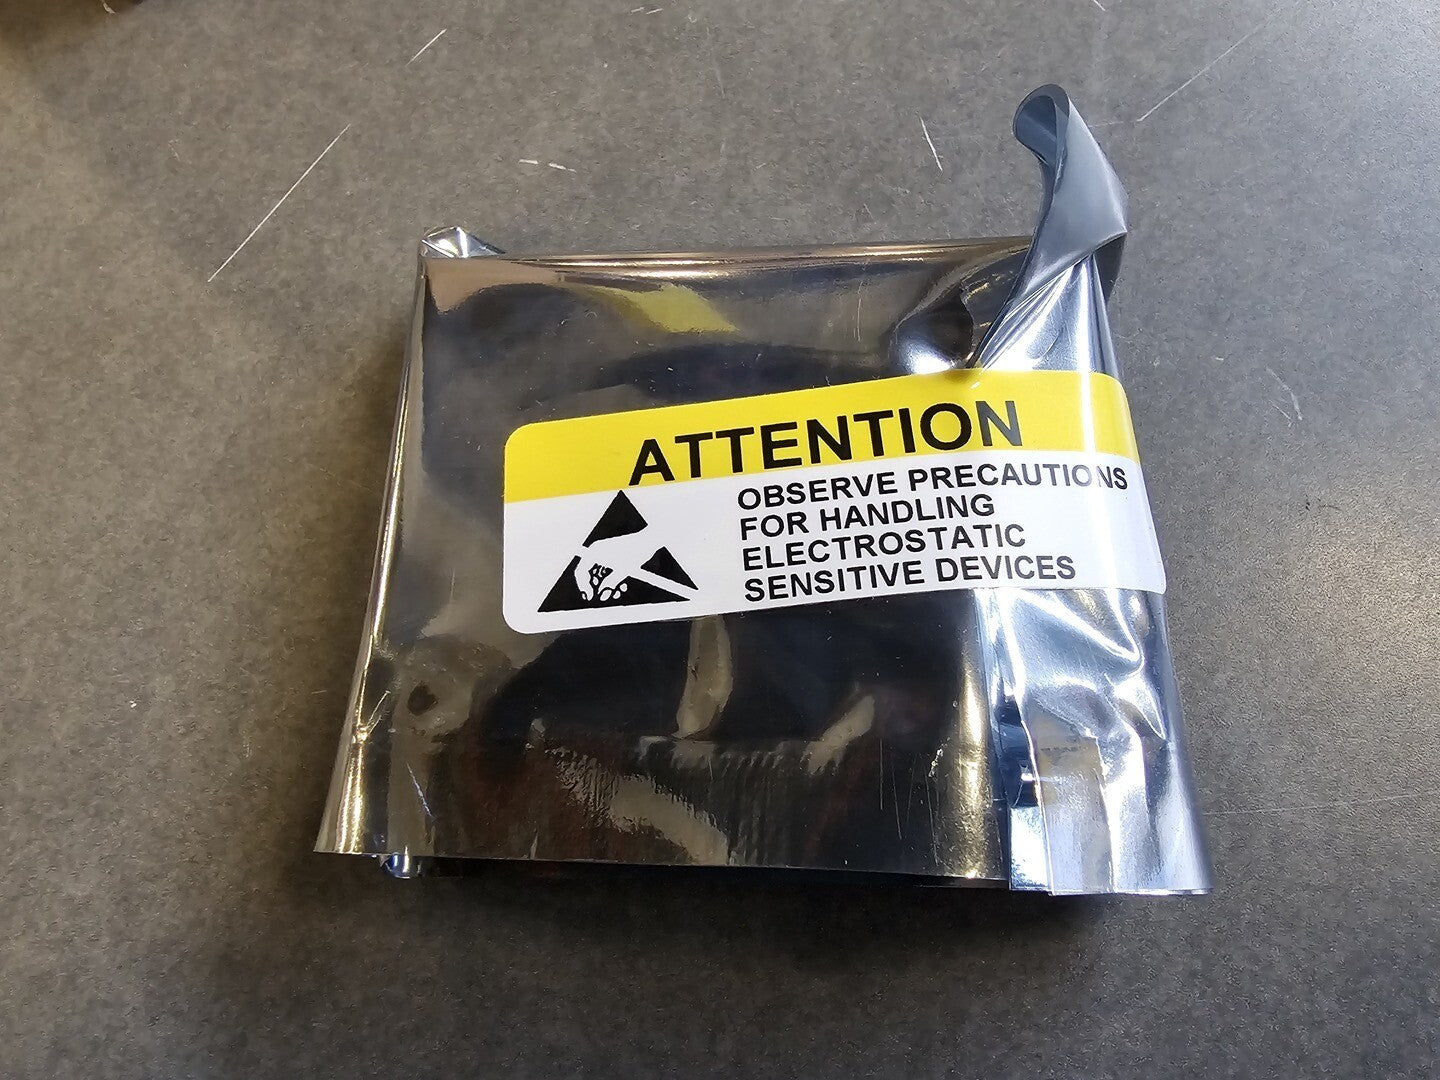 ATTENTION
OBSERVE PRECAUTIONS
FOR HANDLING
ELECTROSTATIC
SENSITIVE DEVICES